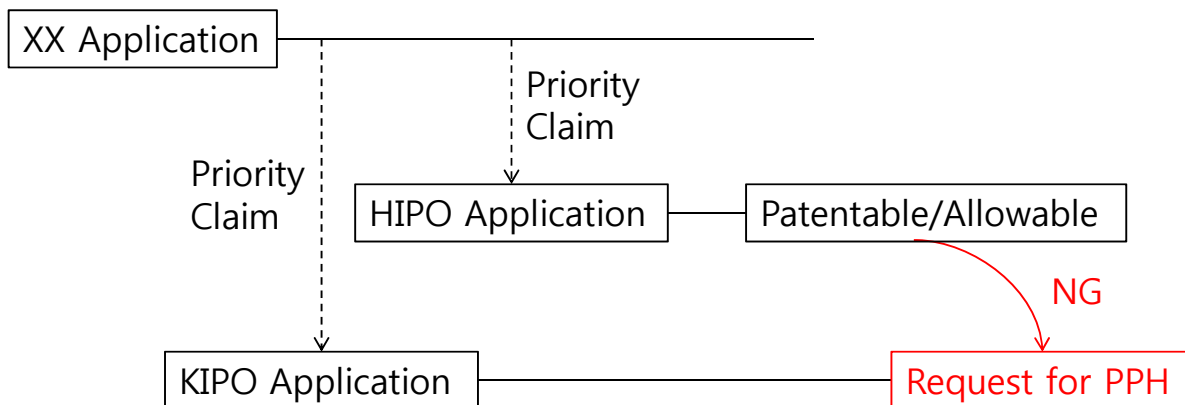 XX Application
Priority
Claim
Priority
Claim
HIPO Application
Patentable/Allowable
NG
KIPO Application
Request for PPH